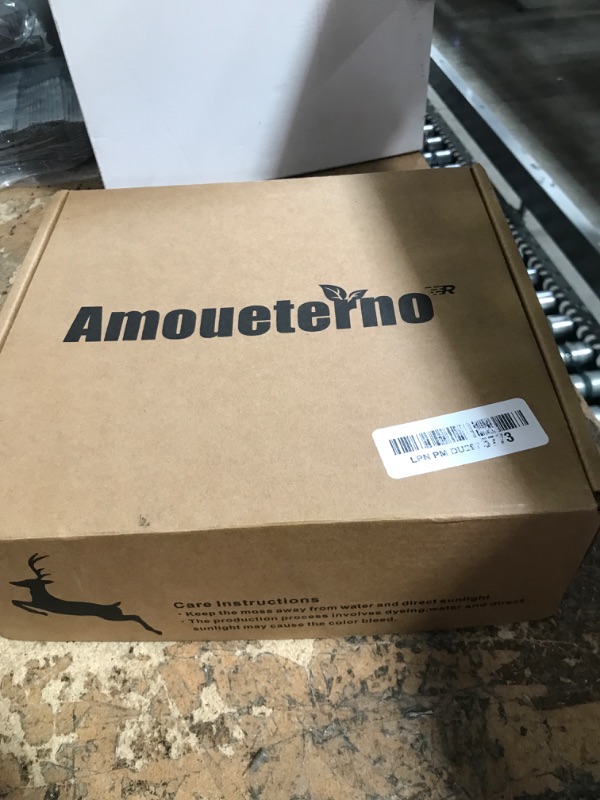 Amoueterno
LPN PM
Care Instructions
· Keep the moss away from water and direct sunlight.
· The production process involves dyeing,water and direct
sunlight may cause the color bleed.